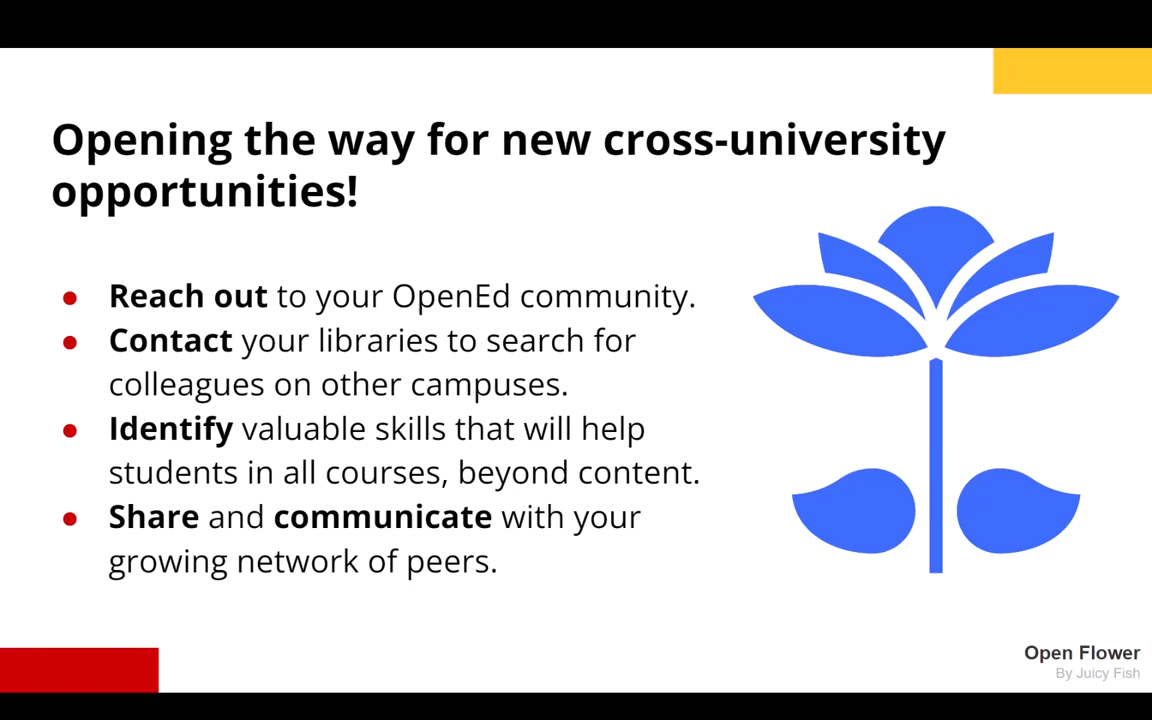 Opening the way for new cross-university
opportunities!
● Reach out to your OpenEd community.
● Contact your libraries to search for
colleagues on other campuses.
● Identify valuable skills that will help
students in all courses, beyond content.
● Share and communicate with your
growing network of peers.
Open Flower
By Juicy Fish